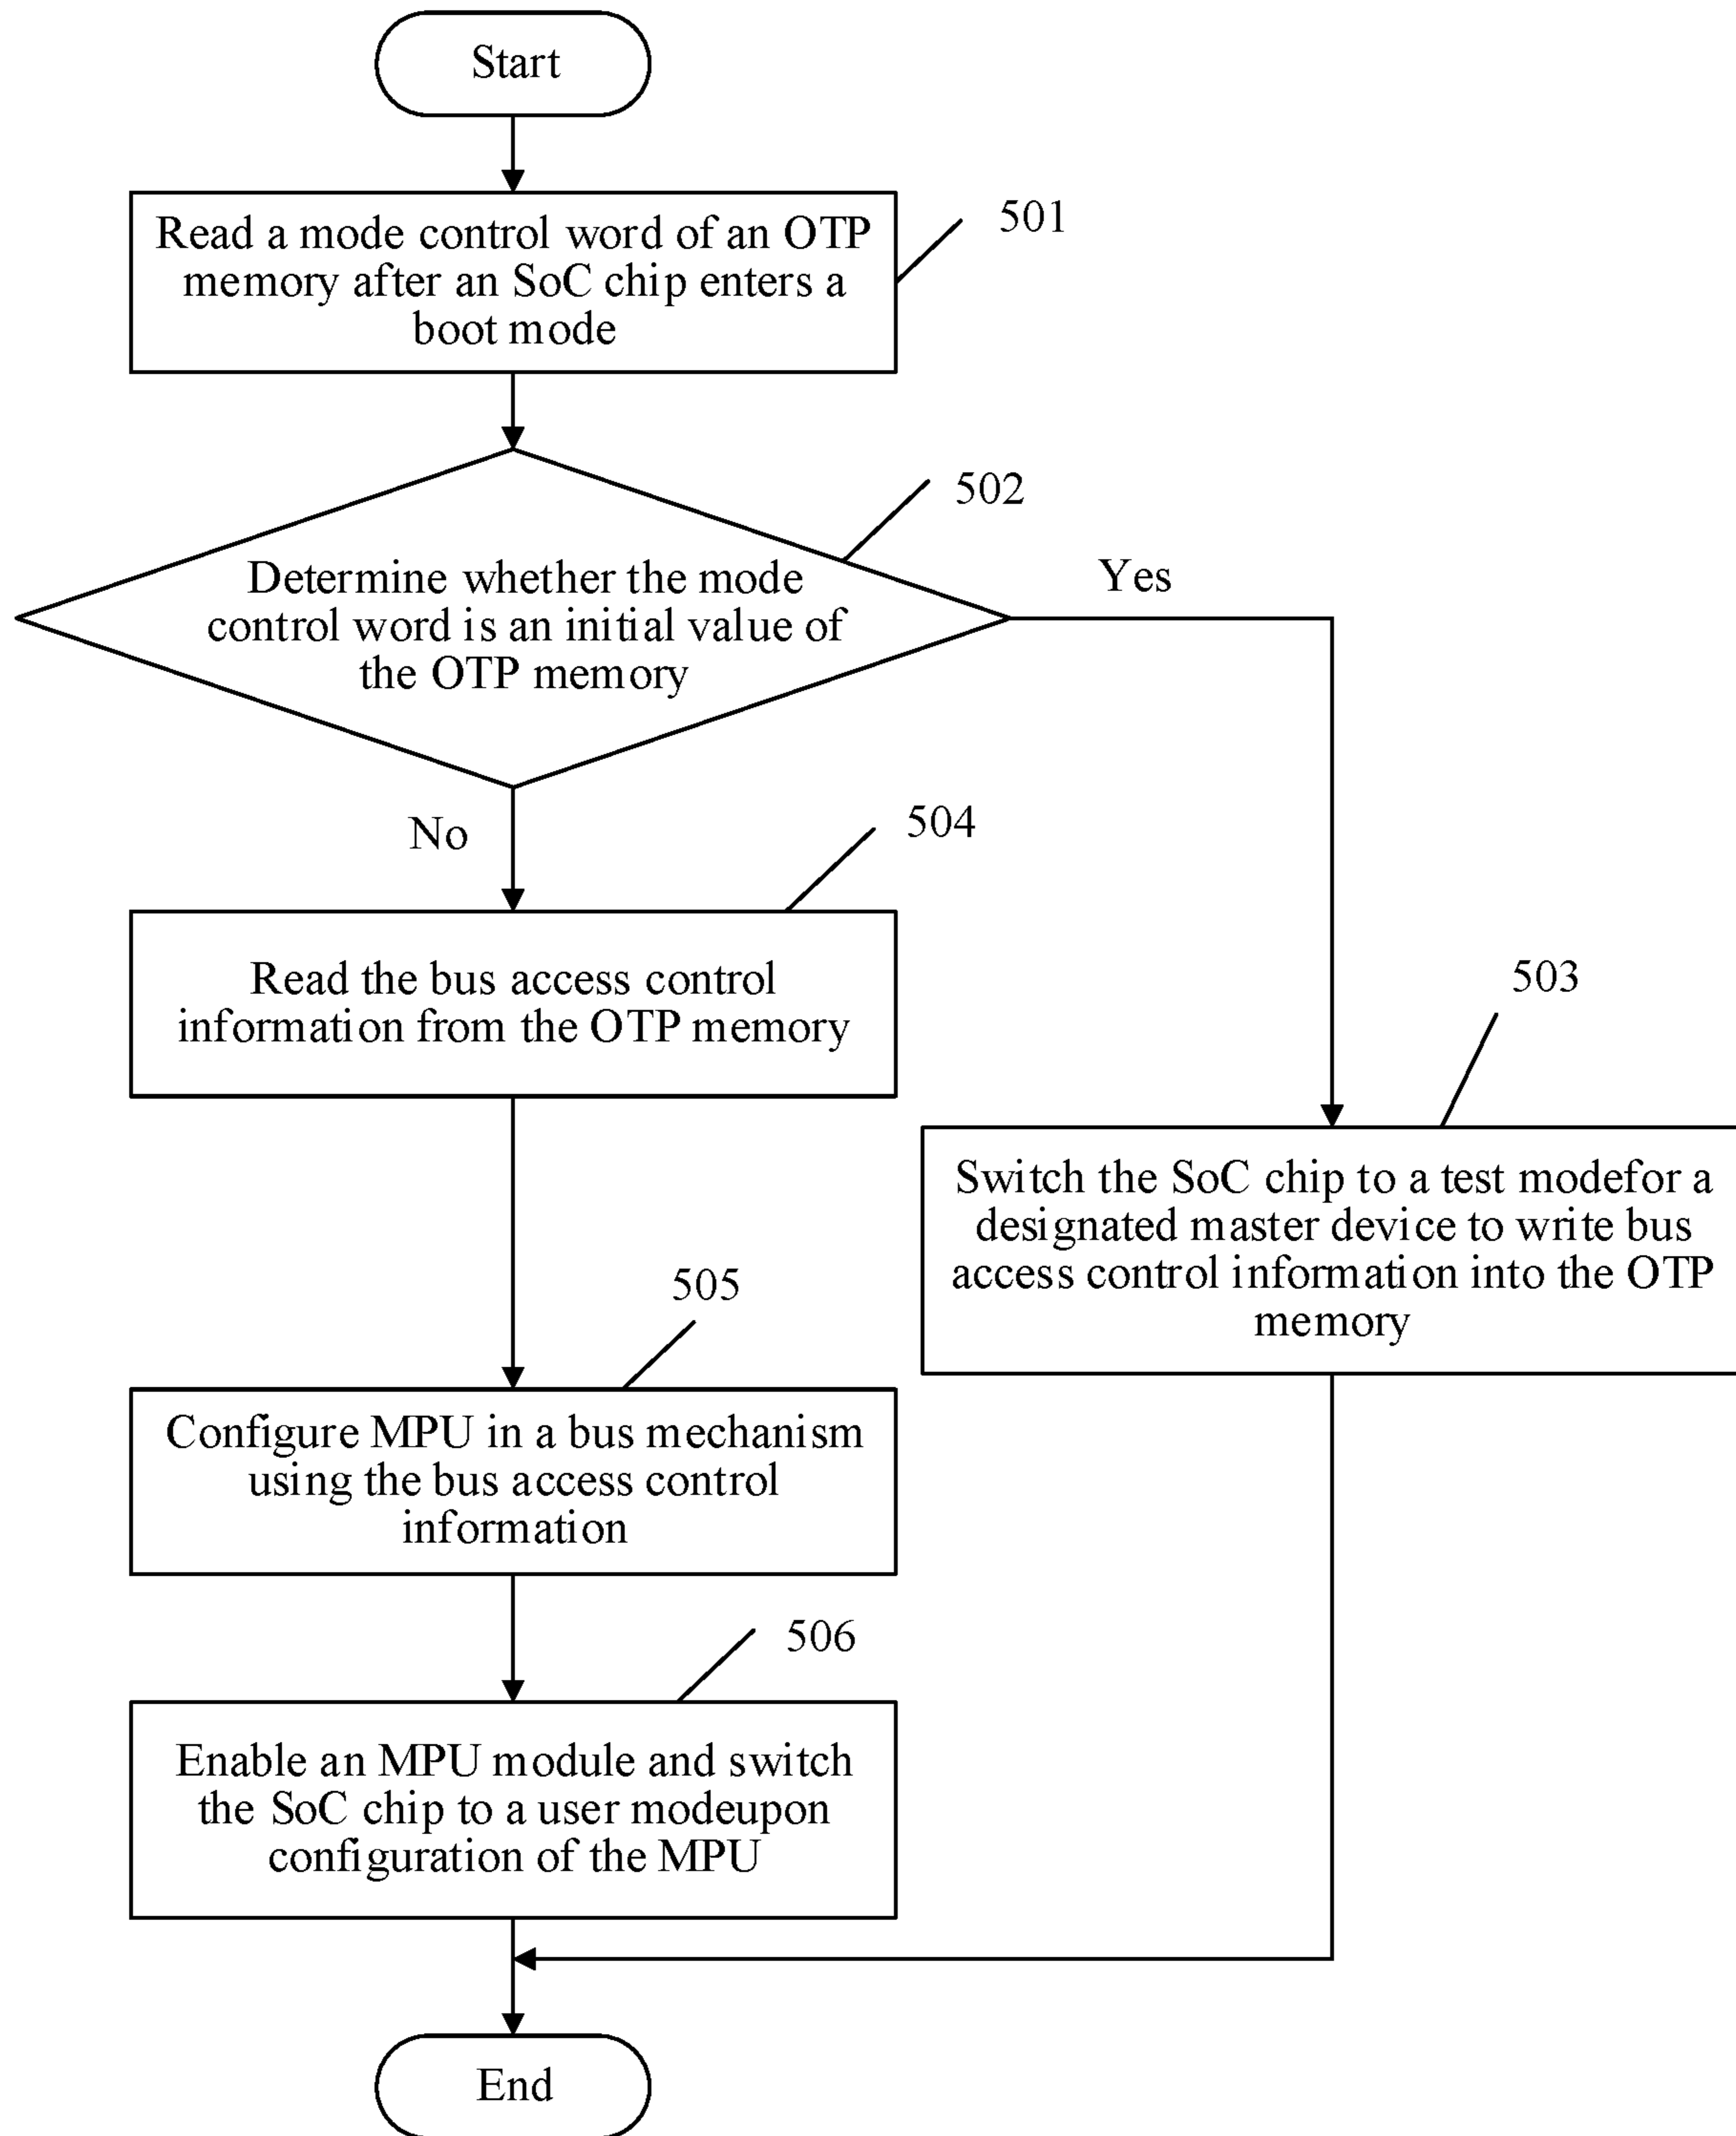 Start
Read a mode control word of an OTP
memory after an SoC chip enters a
boot mode
501
502
Determine whether the mode
control word is an initial value of
the OTP memory
Yes
No
504
Read the bus access control
information from the OTP memory
503
Switch the SoC chip to a test modefor a
designated master device to write bus
access control information into the OTP
memory
505
Configure MPU in a bus mechanism
using the bus access control
information
506
Enable an MPU module and switch
the SoC chip to a user modeupon
configuration of the MPU
End